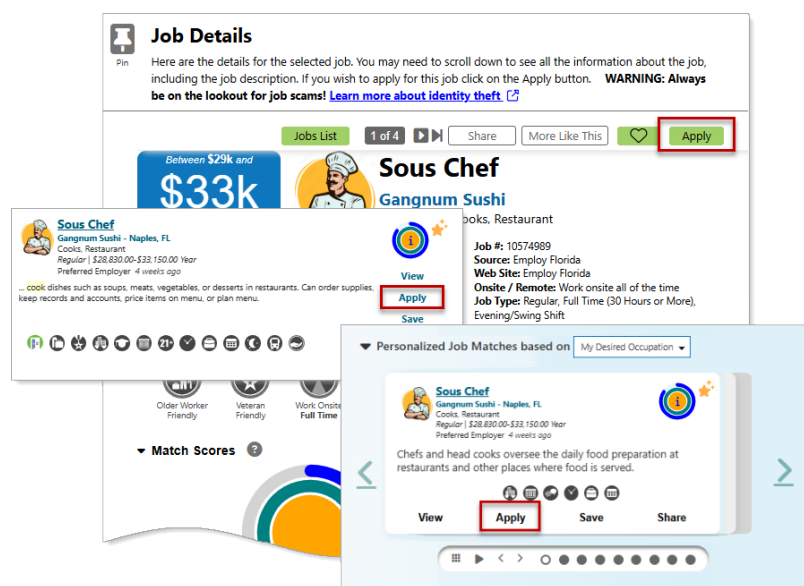 Job Details
Pin
Here are the details for the selected job. You may need to scroll down to see all the information about the job,
including the job description. If you wish to apply for this job click on the Apply button. WARNING: Always
be on the lookout for job scams! Learn more about identity theft
Jobs List
1 of 4
Share
More Like This
Apply
Between $29k and
$33k
Sous Chef
Gangnum Sushi
ooks, Restaurant
Job #: 10574989
Source: Employ Florida
Web Site: Employ Florida
Onsite / Remote: Work onsite all of the time
Job Type: Regular, Full Time (30 Hours or More),
Evening/Swing Shift
Sous Chef
Gangnum Sushi - Naples, FL
Cooks, Restaurant
Regular | $28,830.00-$33,150.00 Year
Preferred Employer 4 weeks ago
... cook dishes such as soups, meats, vegetables, or desserts in restaurants. Can order supplies,
keep records and accounts, price items on menu, or plan menu.
i
View
Apply
Save
21+
Older Worker
Friendly
Veteran
Friendly
Work Onsite
Full Time
Match Scores ?
Personalized Job Matches based on My Desired Occupation
Sous Chef
Gangnum Sushi - Naples, FL
Cooks, Restaurant
Regular | $28,830.00-$33,150.00 Year
Preferred Employer 4 weeks ago
i
Chefs and head cooks oversee the daily food preparation at
restaurants and other places where food is served.
View
Apply
Save
Share